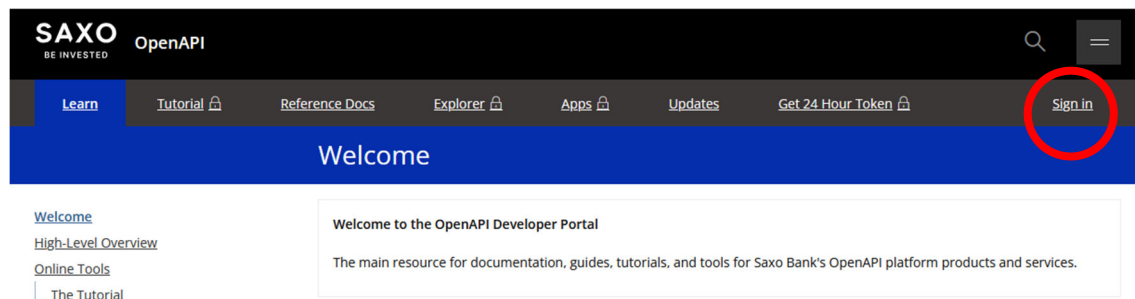 SAXO
BE INVESTED
OpenAPI
Learn Tutorial Reference Docs Explorer Apps Updates Get 24 Hour Token Sign in
Welcome
Welcome
High-Level Overview
Online Tools
The Tutorial
Welcome to the OpenAPI Developer Portal
The main resource for documentation, guides, tutorials, and tools for Saxo Bank's OpenAPI platform products and services.